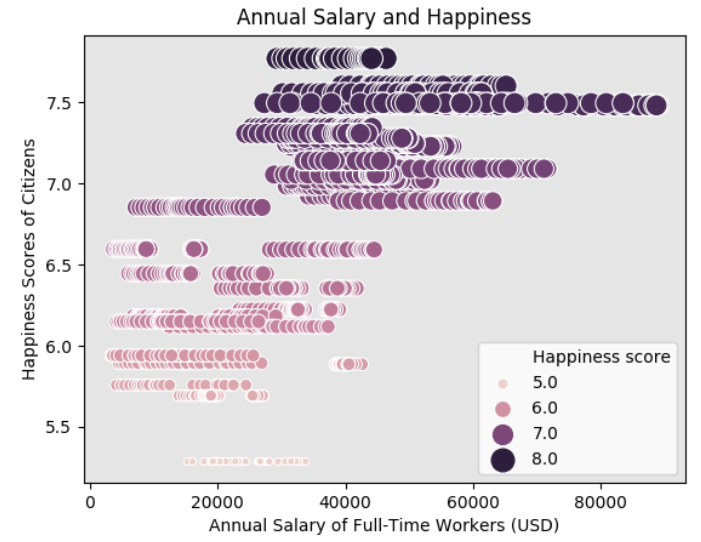 Annual Salary and Happiness
Happiness Scores of Citizens
7.5
7.0
6.5
6.0
5.5
Happiness score
5.0
6.0
7.0
8.0
0 20000 40000 60000 80000
Annual Salary of Full-Time Workers (USD)